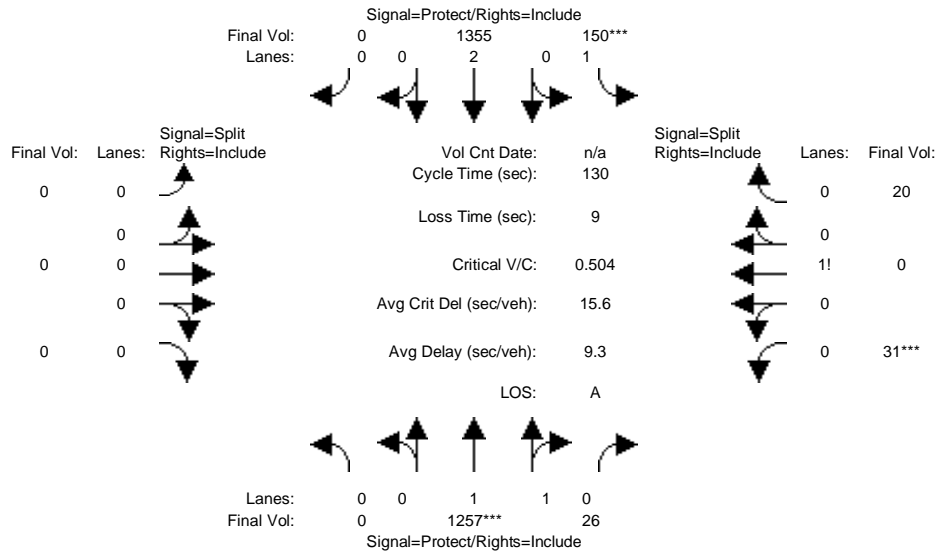 Signal=Protect/Rights=Include
Final Vol: 0 1355 150***
Lanes: 0 0 2 0 1
Signal=Split
Final Vol: Lanes: Rights=Include
Vol Cnt Date: n/a
Signal=Split
Rights=Include Lanes: Final Vol:
Cycle Time (sec): 130
0 0
0 20
Loss Time (sec): 9
0
0
0 0
Critical V/C: 0.504
1! 0
0
Avg Crit Del (sec/veh): 15.6
0
0 0
Avg Delay (sec/veh): 9.3
0 31***
LOS: A
Lanes: 0 0 1 1 0
Final Vol: 0 1257*** 26
Signal=Protect/Rights=Include